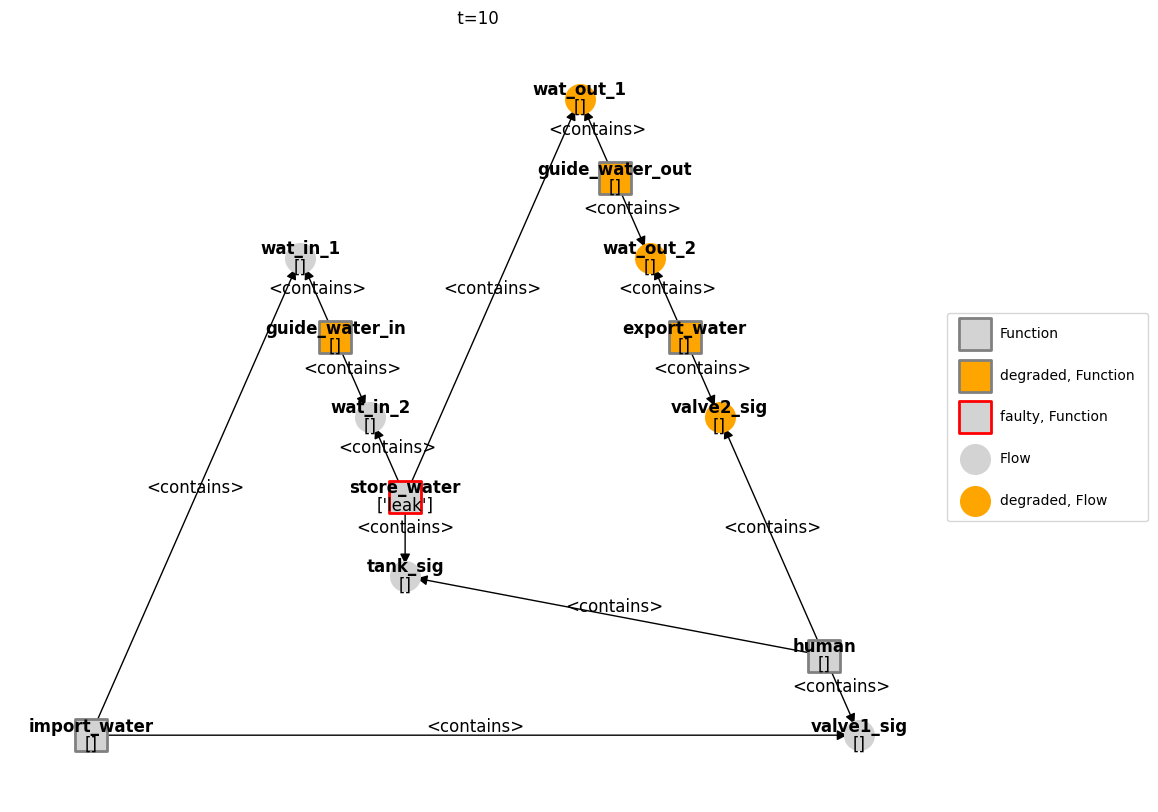 t=10
wat_out_1
[]
<contains>
guide_water_out
[]
<contains>
wat_in_1
[]
wat_out_2
[]
<contains>
<contains>
<contains>
guide_water_in
[]
export_water
[]
Function
<contains>
<contains>
degraded, Function
wat_in_2
[]
valve2_sig
[]
faulty, Function
<contains>
Flow
<contains>
store_water
['leak']
degraded, Flow
<contains>
<contains>
tank_sig
[]
<contains>
human
[]
<contains>
import_water
[]
<contains>
valve1_sig
[]